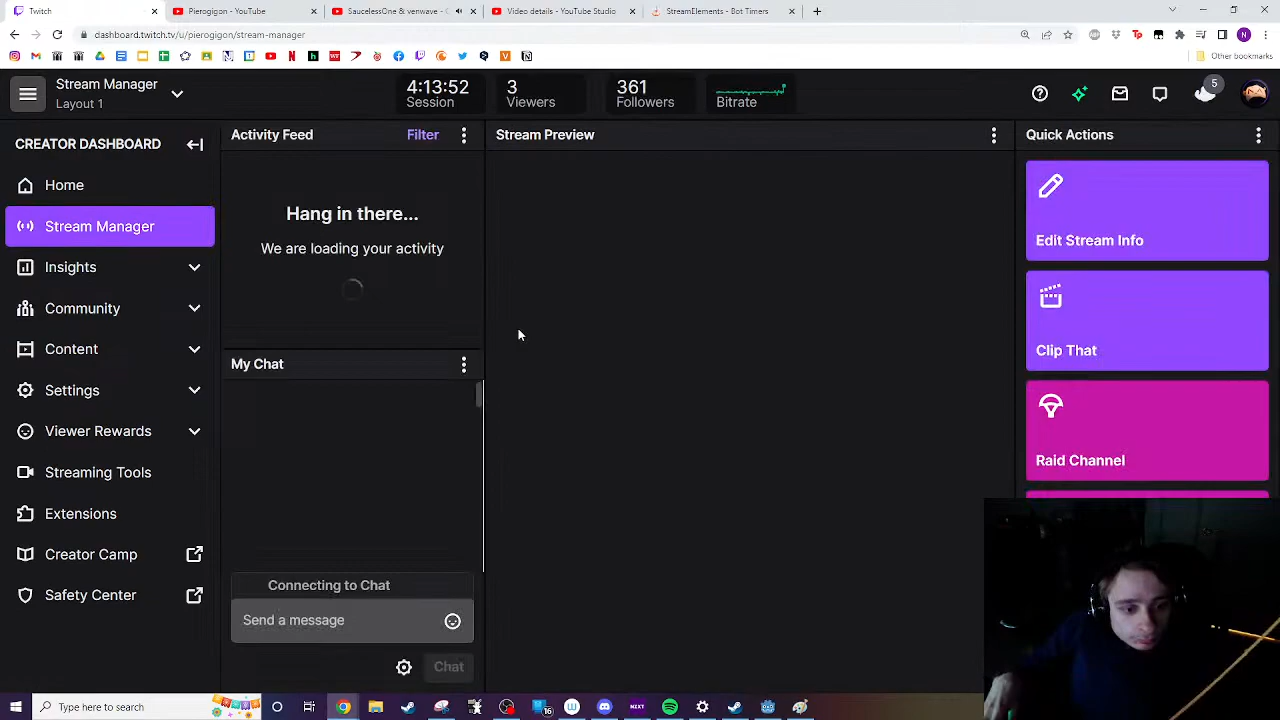 Twitch
Pierogigon - YouTube
SaucelessOne & venwave -
Video details - YouTube Studio
StreamElements - Bot Timers
dashboard.twitch.tv/u/pierogigon/stream-manager
Other bookmarks
Stream Manager
Layout 1
4:13:52
Session
3
Viewers
361
Followers
Bitrate
5
CREATOR DASHBOARD
Home
Stream Manager
Insights
Community
Content
Settings
Viewer Rewards
Streaming Tools
Extensions
Creator Camp
Safety Center
Activity Feed
Filter
Hang in there...
We are loading your activity
My Chat
Connecting to Chat
Send a message
Chat
Stream Preview
Quick Actions
Edit Stream Info
Clip That
Raid Channel
Type here to search
16
NEXT